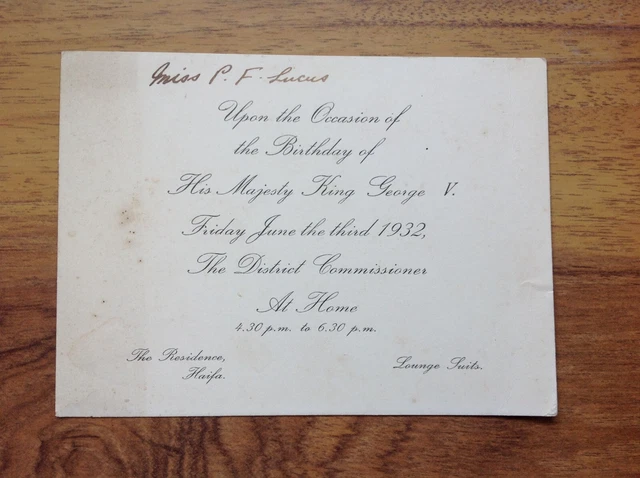 Miss P. F. Lucus
Upon the Occasion of
the Birthday of
His Majesty King George V.
Friday June the third 1932,
The District Commissioner
At Home
4.30 p.m. to 6.30 p.m.
The Residence,
Haifa.
Lounge Suits.